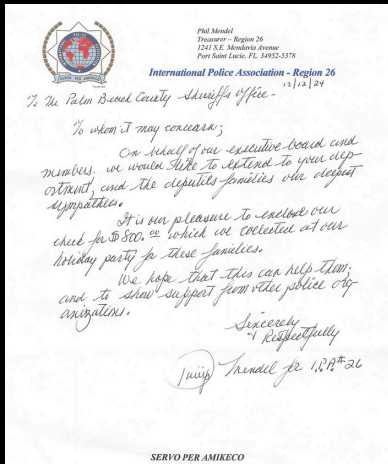 Phil Mendel
Treasurer – Region 26
1241 S.E. Mendavia Avenue
Port Saint Lucie, FL 34952-5378
International Police Association - Region 26
12/12/24
To The Palm Beach County Sheriffs Office -
To whom it may concern;
On behalf of our executive board and
members, we would like to extend to your dep-
artment, and the deputies families our deepest
sympathies.
It is our pleasure to enclose our
check for $800.00 which we collected at our
holiday party for these families.
We hope that this can help them;
and to show support from other police org
anizations.
Sincerely
& Respectfully
Mendel for I.P.A #26
SERVO PER AMIKECO